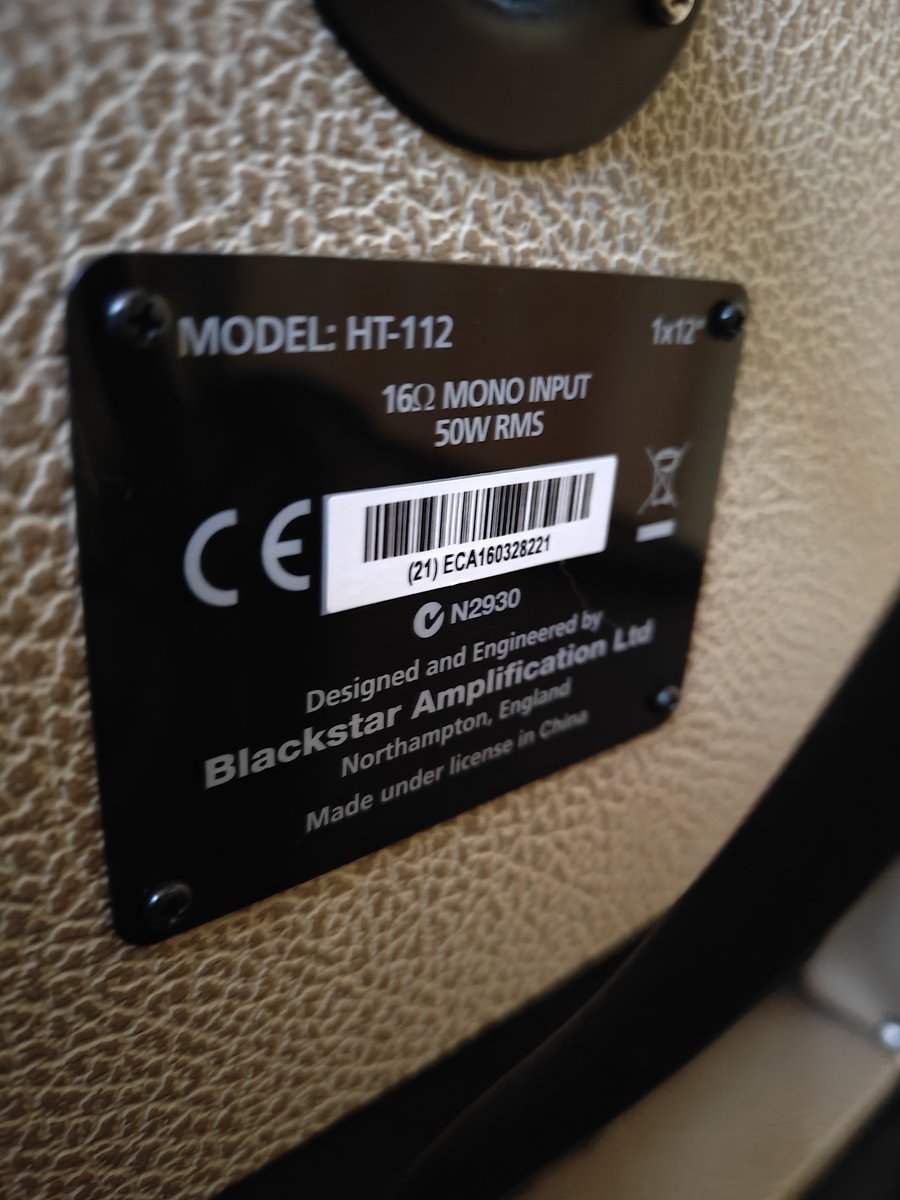 MODEL: HT-112 1x12"
16Ω MONO INPUT
50W RMS
CE
(21) ECA160328221
N2930
Designed and Engineered by
Blackstar Amplification Ltd
Northampton, England
Made under license in China